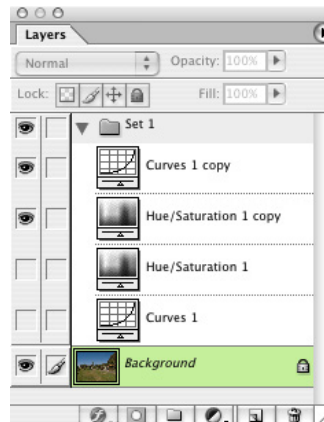 Layers
Normal Opacity: 100%
Lock: Fill: 100%
Set 1
Curves 1 copy
Hue/Saturation 1 copy
Hue/Saturation 1
Curves 1
Background